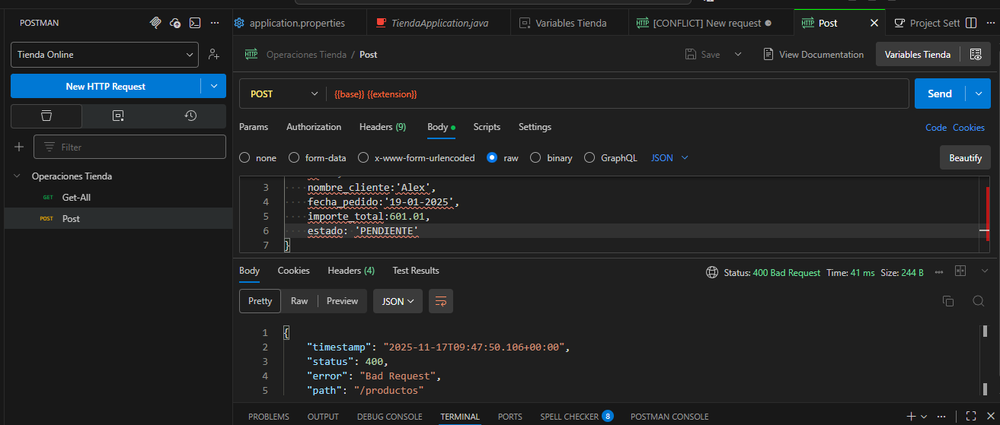 POSTMAN
application.properties
TiendaApplication.java
Variables Tienda
HTTP [CONFLICT] New request
HTTP Post
Project Sett
Tienda Online
HTTP Operaciones Tienda / Post
Save
View Documentation
Variables Tienda
New HTTP Request
POST
{{base}} {{extension}}
Send
Params
Authorization
Headers (9)
Body
Scripts
Settings
Code
Cookies
Filter
none
form-data
x-www-form-urlencoded
raw
binary
GraphQL
JSON
Beautify
Operaciones Tienda
GET Get-All
POST Post
3 nombre_cliente:'Alex',
4 fecha_pedido:'19-01-2025',
5 importe_total:601.01,
6 estado: 'PENDIENTE'
7 }
Body
Cookies
Headers (4)
Test Results
Status: 400 Bad Request Time: 41 ms Size: 244 B
Pretty
Raw
Preview
JSON
1 {
2 "timestamp": "2025-11-17T09:47:50.106+00:00",
3 "status": 400,
4 "error": "Bad Request",
5 "path": "/productos"
PROBLEMS
OUTPUT
DEBUG CONSOLE
TERMINAL
PORTS
SPELL CHECKER 8
POSTMAN CONSOLE